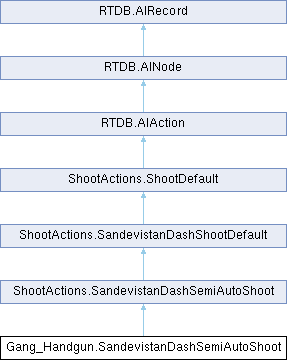 RTDB.AIRecord
RTDB.AINode
RTDB.AIAction
ShootActions.ShootDefault
ShootActions.SandevistanDashShootDefault
ShootActions.SandevistanDashSemiAutoShoot
Gang_Handgun.SandevistanDashSemiAutoShoot